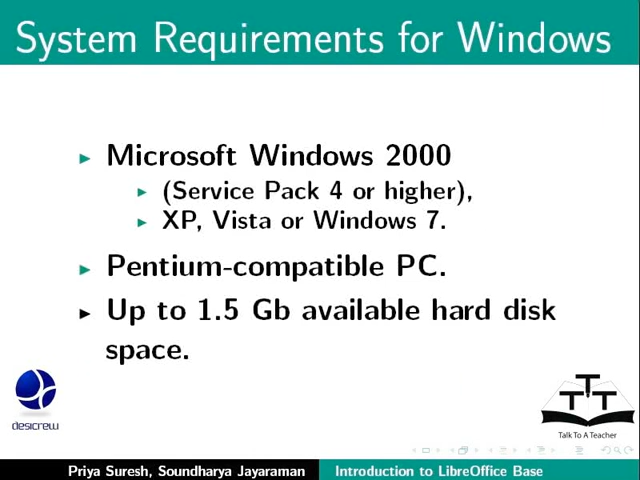 System Requirements for Windows
Microsoft Windows 2000
(Service Pack 4 or higher),
XP, Vista or Windows 7.
Pentium-compatible PC.
Up to 1.5 Gb available hard disk
space.
desicrew
T T T
Talk To A Teacher
Priya Suresh, Soundharya Jayaraman
Introduction to LibreOffice Base